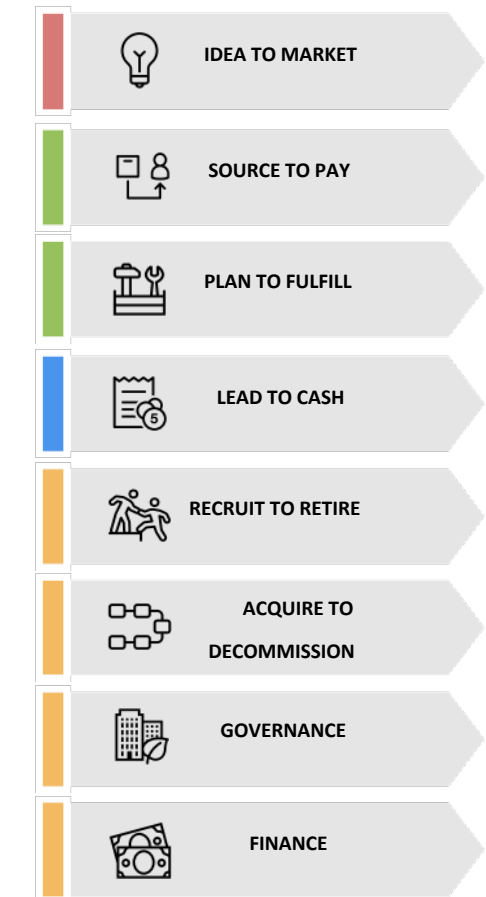 IDEA TO MARKET
SOURCE TO PAY
PLAN TO FULFILL
LEAD TO CASH
5
RECRUIT TO RETIRE
ACQUIRE TO
DECOMMISSION
GOVERNANCE
FINANCE